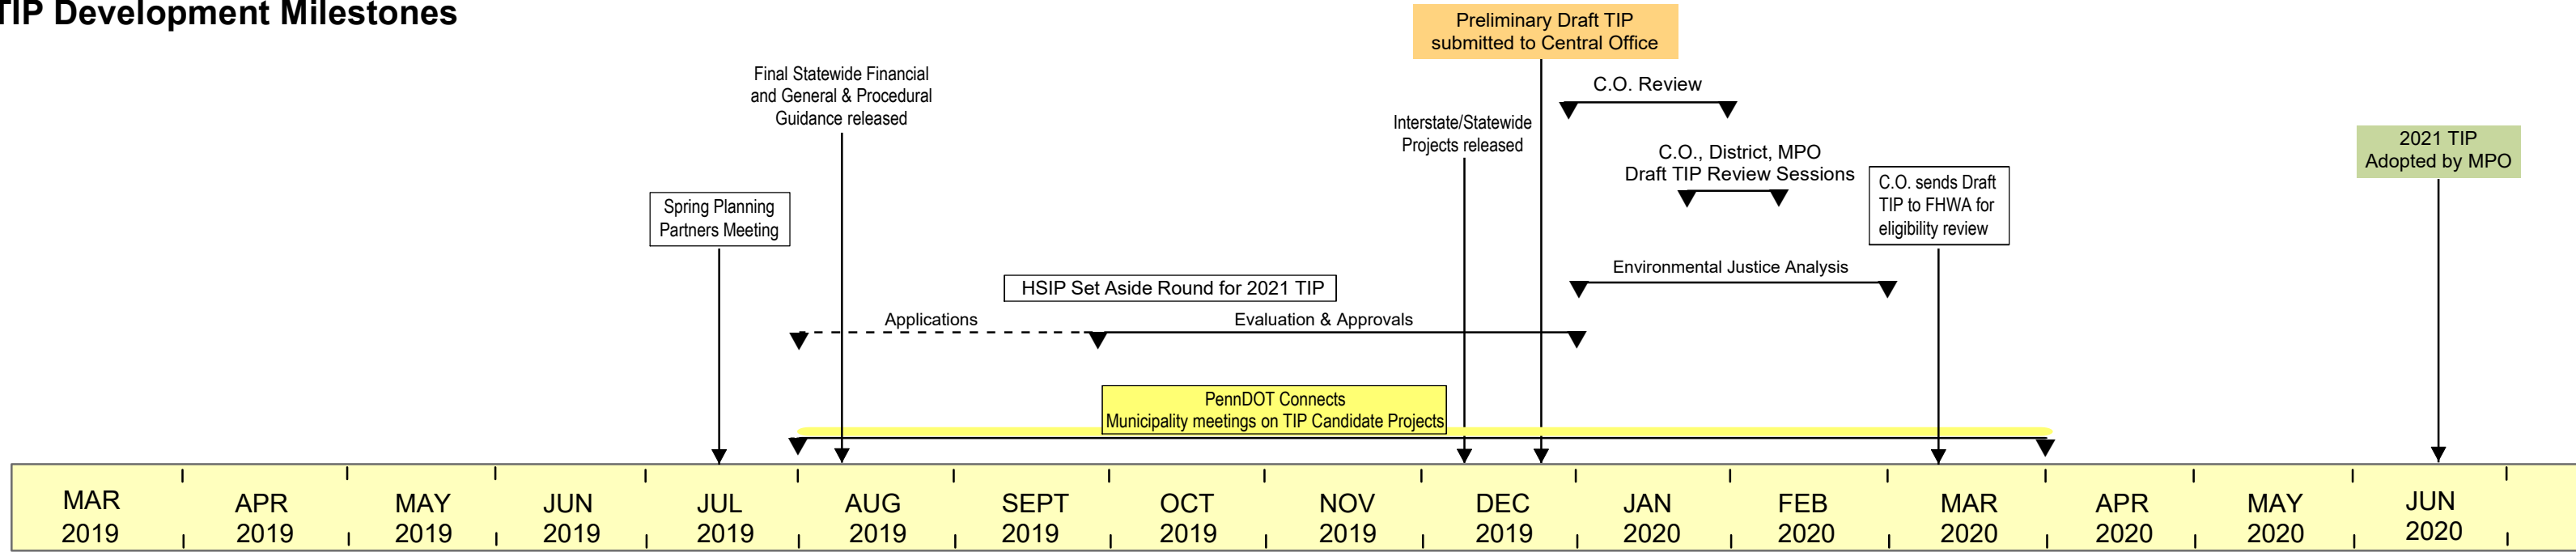 TIP Development Milestones
Preliminary Draft TIP
submitted to Central Office
Final Statewide Financial
and General & Procedural
Guidance released
C.O. Review
Interstate/Statewide
Projects released
C.O., District, MPO
Draft TIP Review Sessions
2021 TIP
Adopted by MPO
C.O. sends Draft
TIP to FHWA for
eligibility review
Spring Planning
Partners Meeting
Environmental Justice Analysis
HSIP Set Aside Round for 2021 TIP
Applications
Evaluation & Approvals
PennDOT Connects
Municipality meetings on TIP Candidate Projects
MAR
2019
APR
2019
MAY
2019
JUN
2019
JUL
2019
AUG
2019
SEPT
2019
OCT
2019
NOV
2019
DEC
2019
JAN
2020
FEB
2020
MAR
2020
APR
2020
MAY
2020
JUN
2020